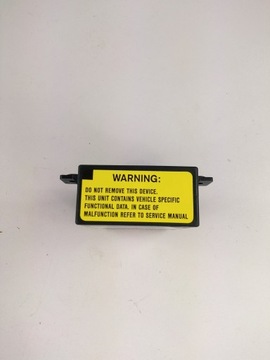 WARNING:
DO NOT REMOVE THIS DEVICE.
THIS UNIT CONTAINS VEHICLE SPECIFIC
FUNCTIONAL DATA. IN CASE OF
MALFUNCTION REFER TO SERVICE MANUAL